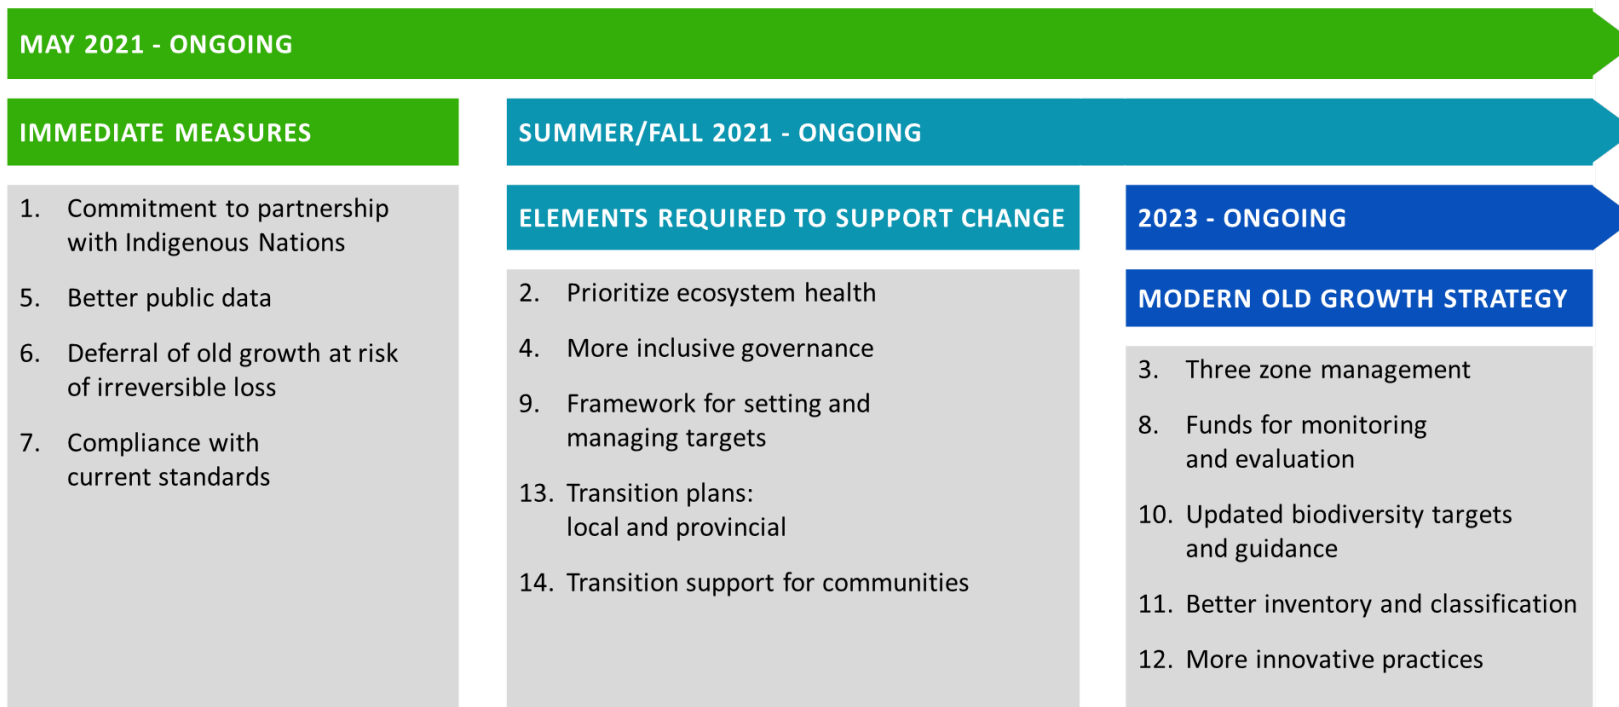 MAY 2021 - ONGOING
IMMEDIATE MEASURES
1. Commitment to partnership
with Indigenous Nations
5. Better public data
6. Deferral of old growth at risk
of irreversible loss
7. Compliance with
current standards
SUMMER/FALL 2021 - ONGOING
ELEMENTS REQUIRED TO SUPPORT CHANGE
2. Prioritize ecosystem health
4. More inclusive governance
9. Framework for setting and
managing targets
13. Transition plans:
local and provincial
14. Transition support for communities
2023 - ONGOING
MODERN OLD GROWTH STRATEGY
3. Three zone management
8. Funds for monitoring
and evaluation
10. Updated biodiversity targets
and guidance
11. Better inventory and classification
12. More innovative practices